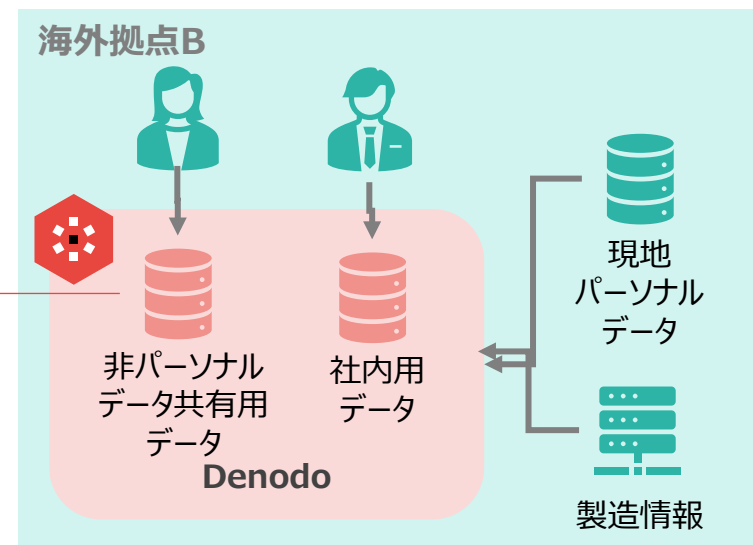 海外拠点B
非パーソナル
データ共有用
データ
社内用
データ
Denodo
現地
パーソナル
データ
製造情報